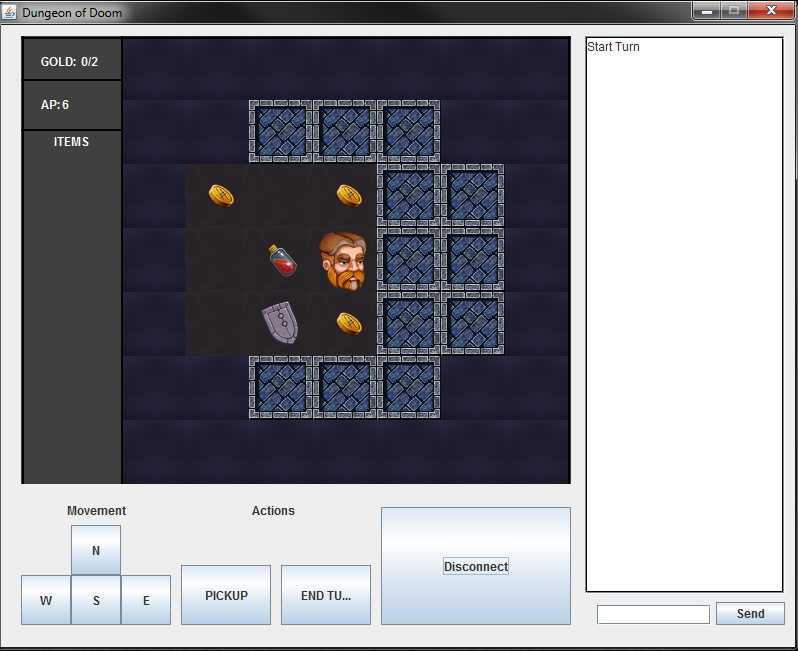 Dungeon of Doom
GOLD: 0/2
AP: 6
ITEMS
Start Turn
Movement
Actions
N
W
S
E
PICKUP
END TU...
Disconnect
Send